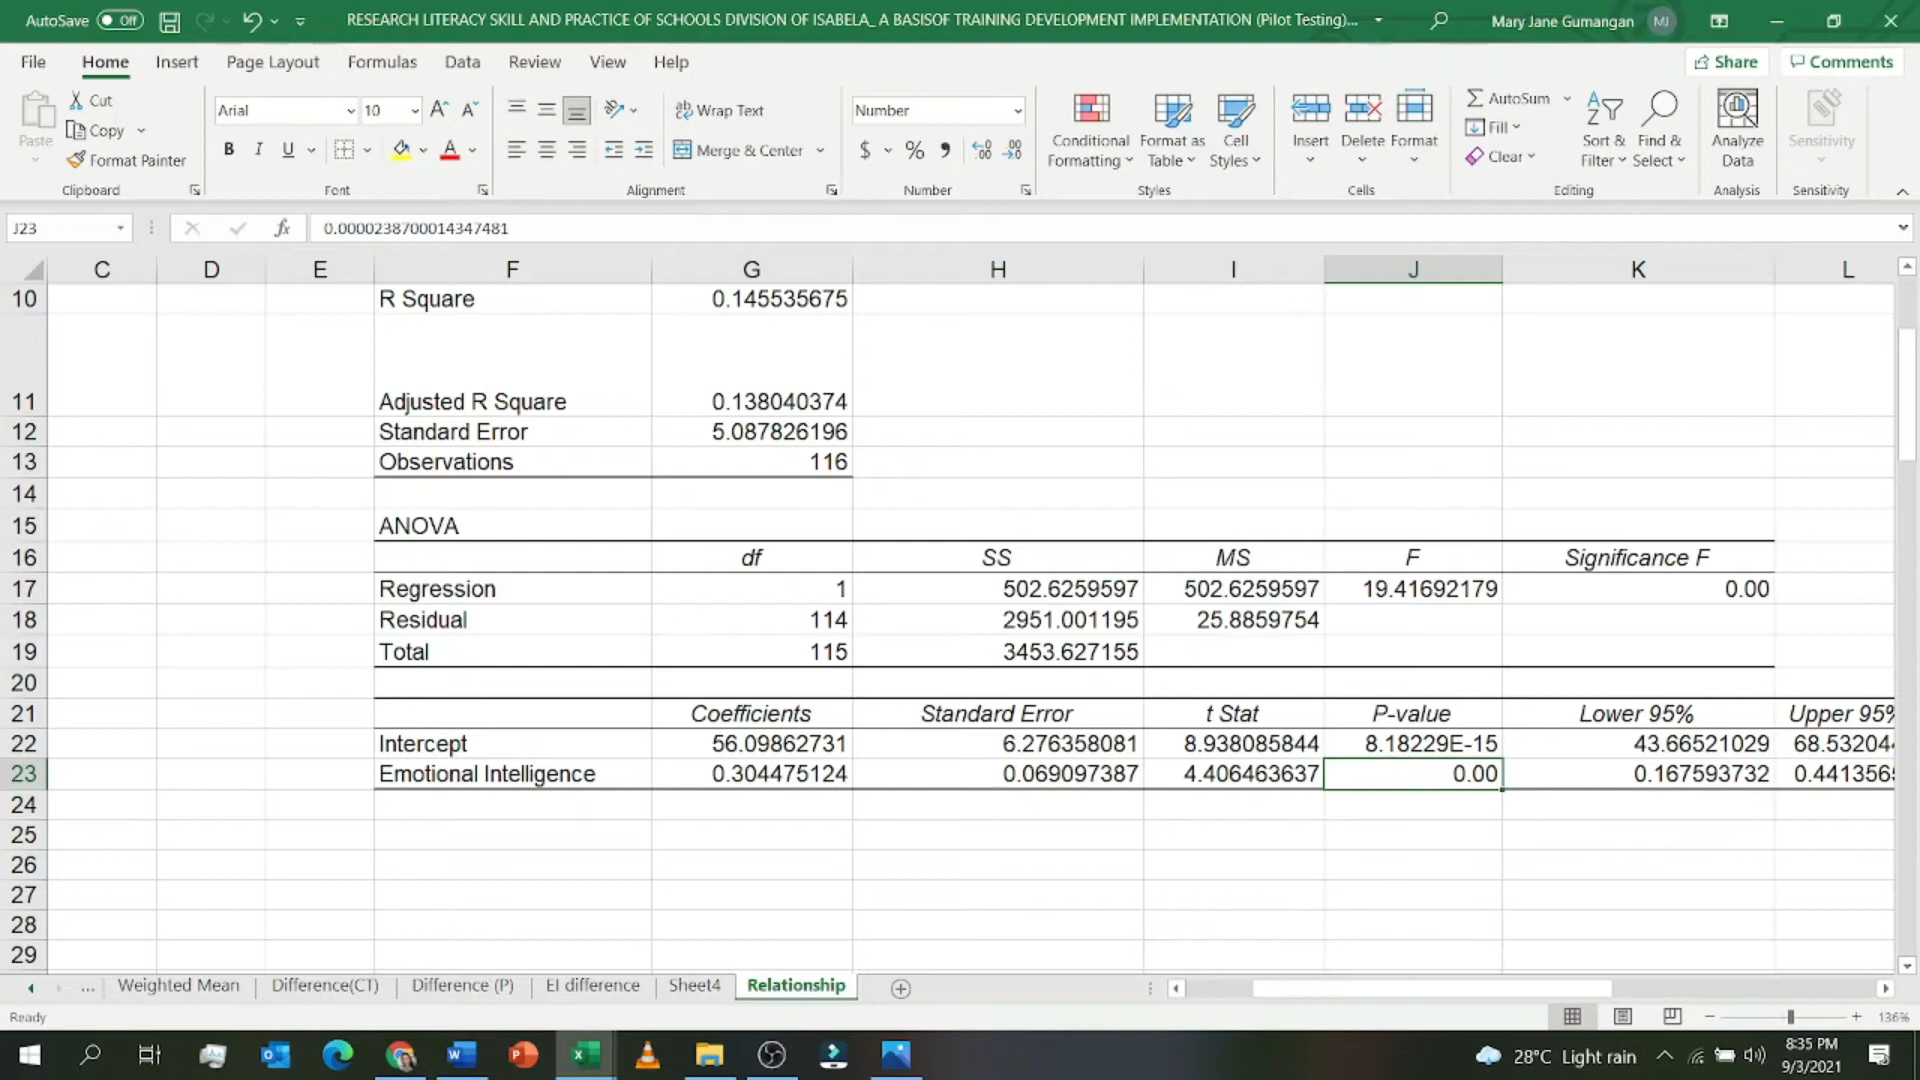 AutoSave Off RESEARCH LITERACY SKILL AND PRACTICE OF SCHOOLS DIVISION OF ISABELA_ A BASISOF TRAINING DEVELOPMENT IMPLEMENTATION (Pilot Testing)... Mary Jane Gumangan MJ
File Home Insert Page Layout Formulas Data Review View Help Share Comments
Paste Cut Copy Format Painter Clipboard
Arial 10 B I U Font
Wrap Text Merge & Center Alignment
Number $ % Number
Conditional Formatting Format as Table Cell Styles Styles
Insert Delete Format Cells
AutoSum Fill Clear Sort & Filter Find & Select Editing
Analyze Data Analysis
Sensitivity Sensitivity
J23 fx 0.0000238700014347481
C D E F G H I J K L
10 R Square 0.145535675
11 Adjusted R Square 0.138040374
12 Standard Error 5.087826196
13 Observations 116
14
15 ANOVA
16 df SS MS F Significance F
17 Regression 1 502.6259597 502.6259597 19.41692179 0.00
18 Residual 114 2951.001195 25.8859754
19 Total 115 3453.627155
20
21 Coefficients Standard Error t Stat P-value Lower 95% Upper 95%
22 Intercept 56.09862731 6.276358081 8.938085844 8.18229E-15 43.66521029 68.53204
23 Emotional Intelligence 0.304475124 0.069097387 4.406463637 0.00 0.167593732 0.441356
24
25
26
27
28
29
... Weighted Mean Difference(CT) Difference (P) EI difference Sheet4 Relationship
Ready 136%
28°C Light rain 8:35 PM
9/3/2021